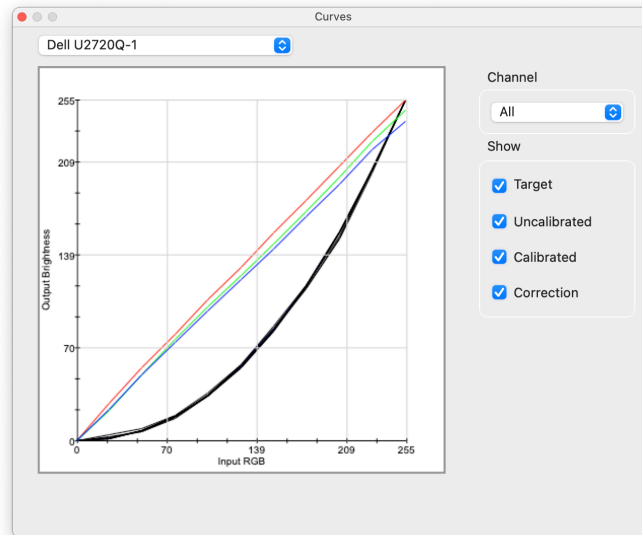 Curves
Dell U2720Q-1
Channel
All
Show
Target
Uncalibrated
Calibrated
Correction
Output Brightness
255
209
139
70
0
0 70 139 209 255
Input RGB